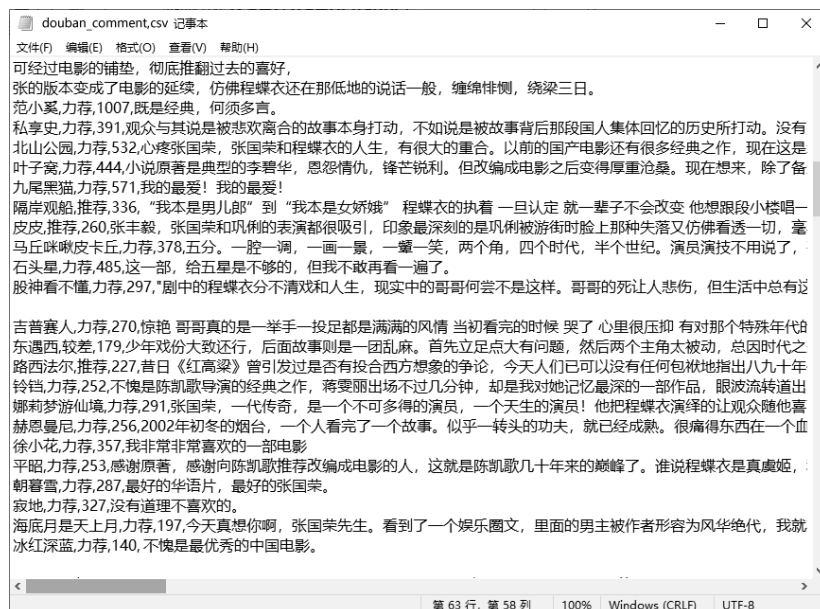 douban_comment,csv 记事本
文件(F) 编辑(E) 格式(O) 查看(V) 帮助(H)
可经过电影的铺垫，彻底推翻过去的喜好，
张的版本变成了电影的延续，仿佛程蝶衣还在那低地的说话一般，缠绵悱恻，绕梁三日。
范小奚,力荐,1007,既是经典，何须多言。
私享史,力荐,391,观众与其说是被悲欢离合的故事本身打动，不如说是被故事背后那段国人集体回忆的历史所打动。没有
北山公园,力荐,532,心疼张国荣，张国荣和程蝶衣的人生，有很大的重合。以前的国产电影还有很多经典之作，现在这是
叶子窝,力荐,444,小说原著是典型的李碧华，恩怨情仇，锋芒锐利。但改编成电影之后变得厚重沧桑。现在想来，除了备
九尾黑猫,力荐,571,我的最爱！我的最爱！
隔岸观船,推荐,336,“我本是男儿郎”到“我本是女娇娥” 程蝶衣的执着 一旦认定 就一辈子不会改变 他想跟段小楼唱一
皮皮,推荐,260,张丰毅，张国荣和巩俐的表演都很吸引，印象最深刻的是巩俐被游街时脸上那种失落又仿佛看透一切，毫
马丘咪啾皮卡丘,力荐,378,五分。一腔一调，一画一景，一颦一笑，两个角，四个时代，半个世纪。演员演技不用说了，
石头星,力荐,485,这一部，给五星是不够的，但我不敢再看一遍了。
股神看不懂,力荐,297,"剧中的程蝶衣分不清戏和人生，现实中的哥哥何尝不是这样。哥哥的死让人悲伤，但生活中总有这
吉普赛人,力荐,270,惊艳 哥哥真的是一举手一投足都是满满的风情 当初看完的时候 哭了 心里很压抑 有对那个特殊年代的
东遇西,较差,179,少年戏份大致还行，后面故事则是一团乱麻。首先立足点大有问题，然后两个主角太被动，总因时代之
路西法尔,推荐,227,昔日《红高粱》曾引发过是否有投合西方想象的争论，今天人们已可以没有任何包袱地指出八九十年
铃铛,力荐,252,不愧是陈凯歌导演的经典之作，蒋雯丽出场不过几分钟，却是我对她记忆最深的一部作品，眼波流转道出
娜莉梦游仙境,力荐,291,张国荣，一代传奇，是一个不可多得的演员，一个天生的演员！他把程蝶衣演绎的让观众随他喜
赫恩曼尼,力荐,256,2002年初冬的烟台，一个人看完了一个故事。似乎一转头的功夫，就已经成熟。很痛得东西在一个血
徐小花,力荐,357,我非常非常喜欢的一部电影
平昭,力荐,253,感谢原著，感谢向陈凯歌推荐改编成电影的人，这就是陈凯歌几十年来的巅峰了。谁说程蝶衣是真虞姬，
朝暮雪,力荐,287,最好的华语片，最好的张国荣。
寂地,力荐,327,没有道理不喜欢的。
海底月是天上月,力荐,197,今天真想你啊，张国荣先生。看到了一个娱乐圈文，里面的男主被作者形容为风华绝代，我就
冰红深蓝,力荐,140, 不愧是最优秀的中国电影。
第 63 行，第 58 列 100% Windows (CRLF) UTF-8